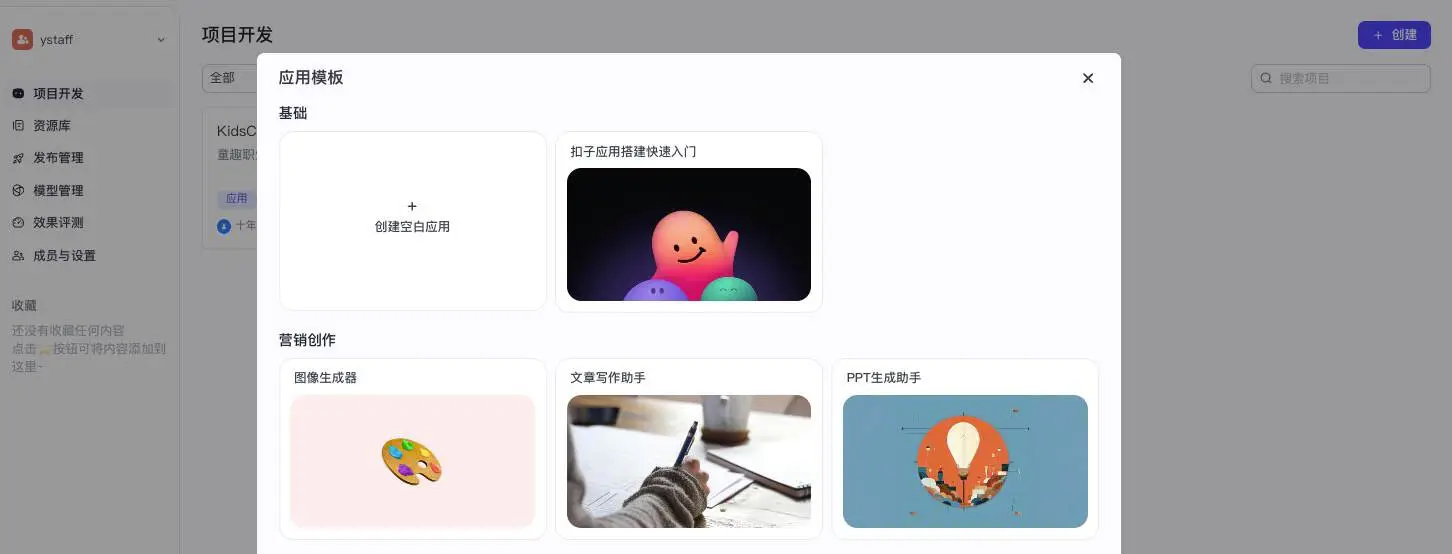 ystaff
项目开发
资源库
发布管理
模型管理
效果评测
成员与设置
收藏
还没有收藏任何内容
点击⭐按钮可将内容添加到
这里~
项目开发
+ 创建
全部
搜索项目
KidsC
童趣职
应用
十年
应用模板
基础
+
创建空白应用
扣子应用搭建快速入门
营销创作
图像生成器
文章写作助手
PPT生成助手